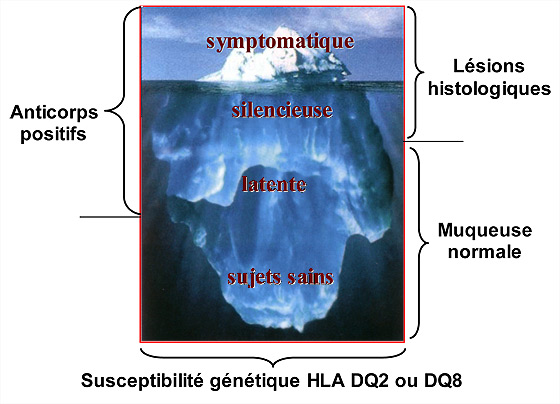 symptomatique
silencieuse
latente
sujets sains
Anticorps
positifs
Lésions
histologiques
Muqueuse
normale
Susceptibilité génétique HLA DQ2 ou DQ8